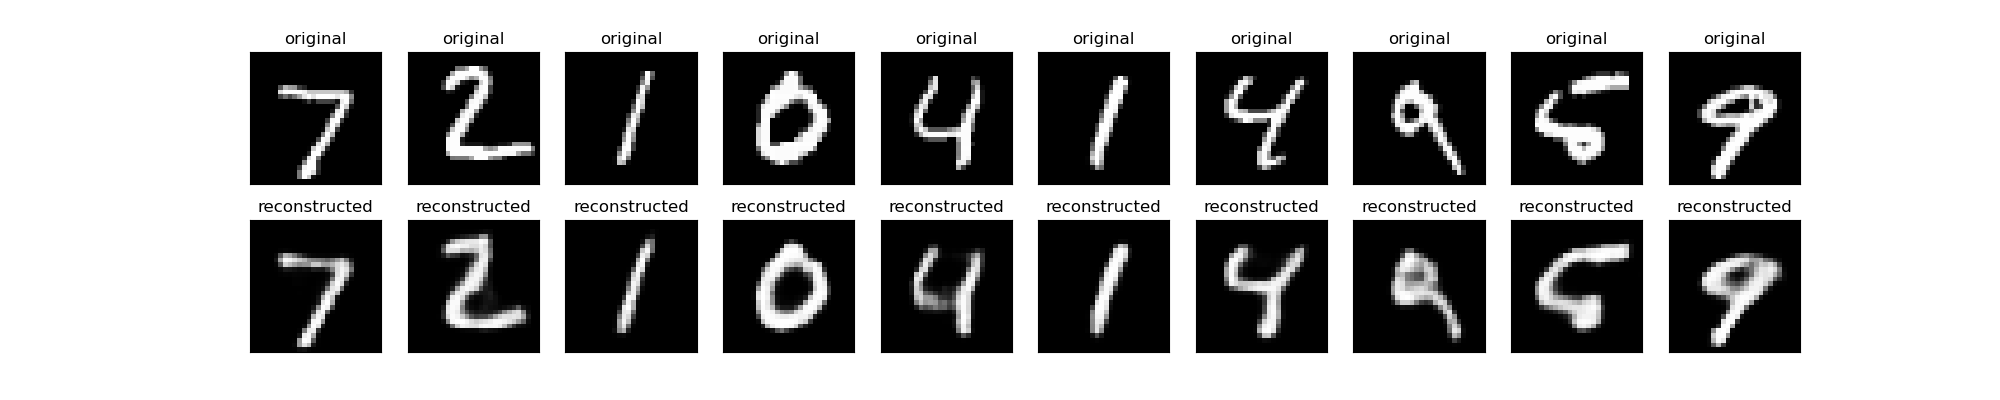 original original original original original original original original original original
7 2 1 0 4 1 4 9 5 9
reconstructed reconstructed reconstructed reconstructed reconstructed reconstructed reconstructed reconstructed reconstructed reconstructed
7 2 1 0 4 1 4 9 5 9